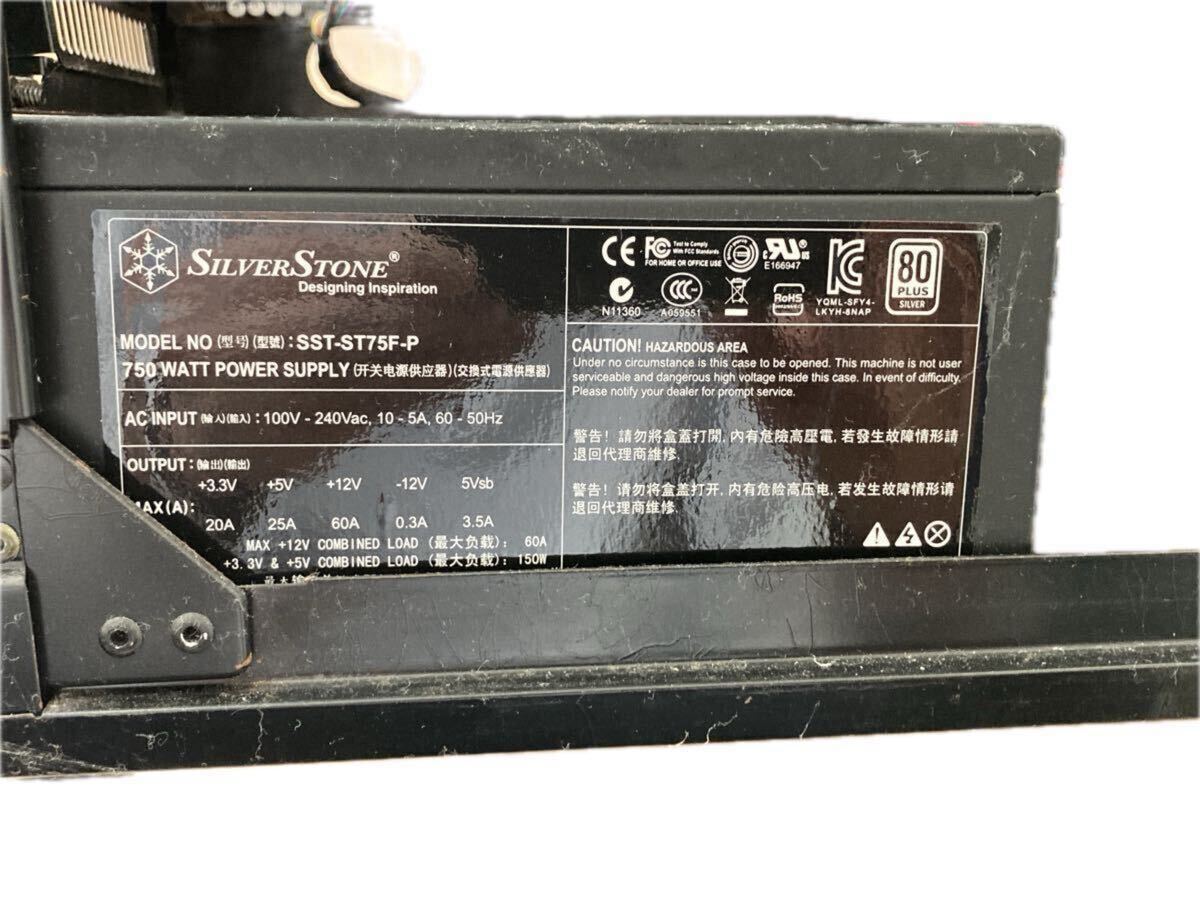 SILVERSTONE®
Designing Inspiration
MODEL NO (型号) (型號) : SST-ST75F-P
750 WATT POWER SUPPLY (开关电源供应器) (交換式電源供應器)
AC INPUT (输入) (輸入) : 100V - 240Vac, 10 - 5A, 60 - 50Hz
OUTPUT : (输出) (輸出)
+3.3V +5V +12V -12V 5Vsb
MAX(A):
20A 25A 60A 0.3A 3.5A
MAX +12V COMBINED LOAD (最大负载): 60A
+3.3V & +5V COMBINED LOAD (最大负载): 150W
CE FC Test to Comply
With FCC Standards
FOR HOME OR OFFICE USE
c RU us ®
E166947
N11360
CCC
A059551
RoHS
YQML-SFY4-
LKYH-8NAP
80
PLUS
SILVER
CAUTION! HAZARDOUS AREA
Under no circumstance is this case to be opened. This machine is not user
serviceable and dangerous high voltage inside this case. In event of difficulty.
Please notify your dealer for prompt service.
警告! 請勿將盒蓋打開, 內有危險高壓電, 若發生故障情形請
退回代理商維修.
警告! 请勿将盒盖打开, 内有危险高压电, 若发生故障情形请
退回代理商维修.